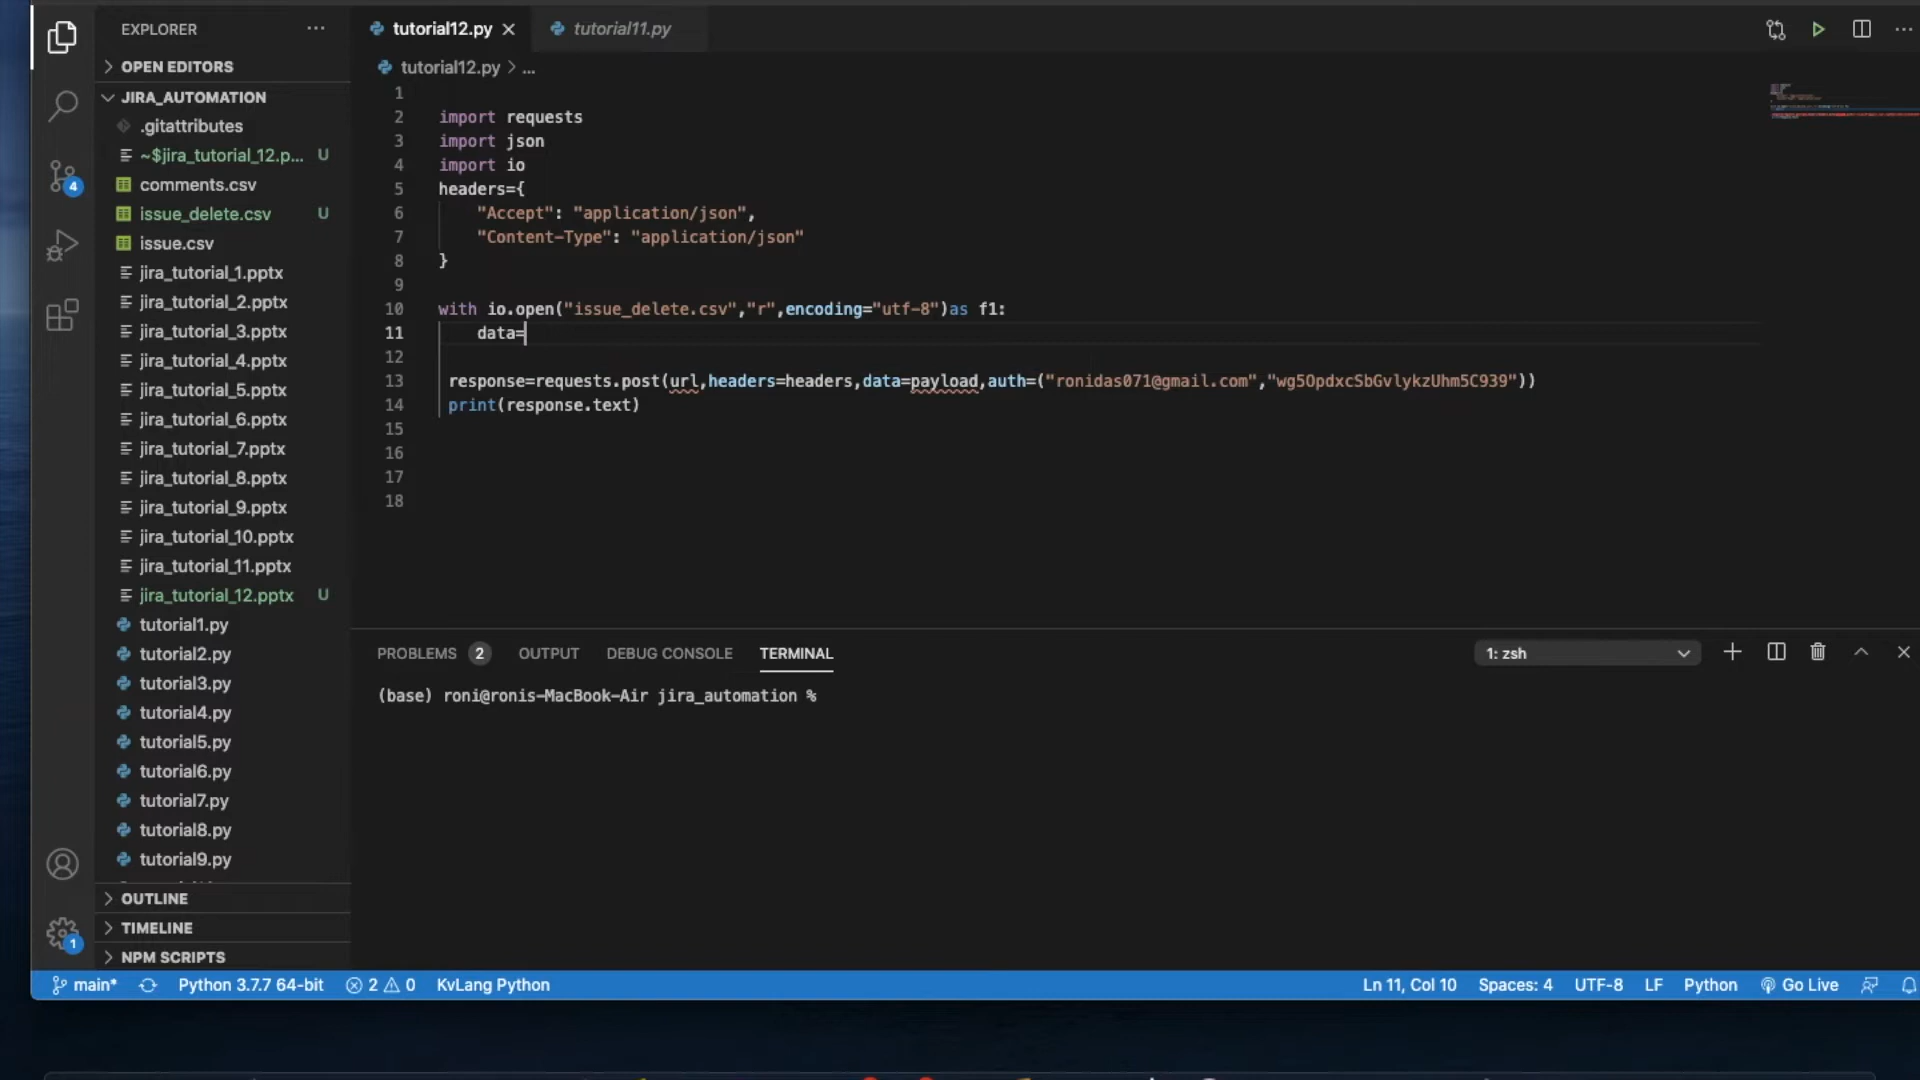 EXPLORER
tutorial12.py
tutorial11.py
OPEN EDITORS
tutorial12.py > ...
JIRA_AUTOMATION
.gitattributes
~$jira_tutorial_12.p... U
comments.csv
issue_delete.csv U
issue.csv
jira_tutorial_1.pptx
jira_tutorial_2.pptx
jira_tutorial_3.pptx
jira_tutorial_4.pptx
jira_tutorial_5.pptx
jira_tutorial_6.pptx
jira_tutorial_7.pptx
jira_tutorial_8.pptx
jira_tutorial_9.pptx
jira_tutorial_10.pptx
jira_tutorial_11.pptx
jira_tutorial_12.pptx U
tutorial1.py
tutorial2.py
tutorial3.py
tutorial4.py
tutorial5.py
tutorial6.py
tutorial7.py
tutorial8.py
tutorial9.py
OUTLINE
TIMELINE
NPM SCRIPTS
4
1
1
2 import requests
3 import json
4 import io
5 headers={
6 "Accept": "application/json",
7 "Content-Type": "application/json"
8 }
9
10 with io.open("issue_delete.csv","r",encoding="utf-8")as f1:
11 data=
12
13 response=requests.post(url,headers=headers,data=payload,auth=("ronidas071@gmail.com","wg5OpdxcSbGvlykzUhm5C939"))
14 print(response.text)
15
16
17
18
PROBLEMS 2 OUTPUT DEBUG CONSOLE TERMINAL 1: zsh
(base) roni@ronis-MacBook-Air jira_automation %
main* Python 3.7.7 64-bit 2 0 KvLang Python Ln 11, Col 10 Spaces: 4 UTF-8 LF Python Go Live